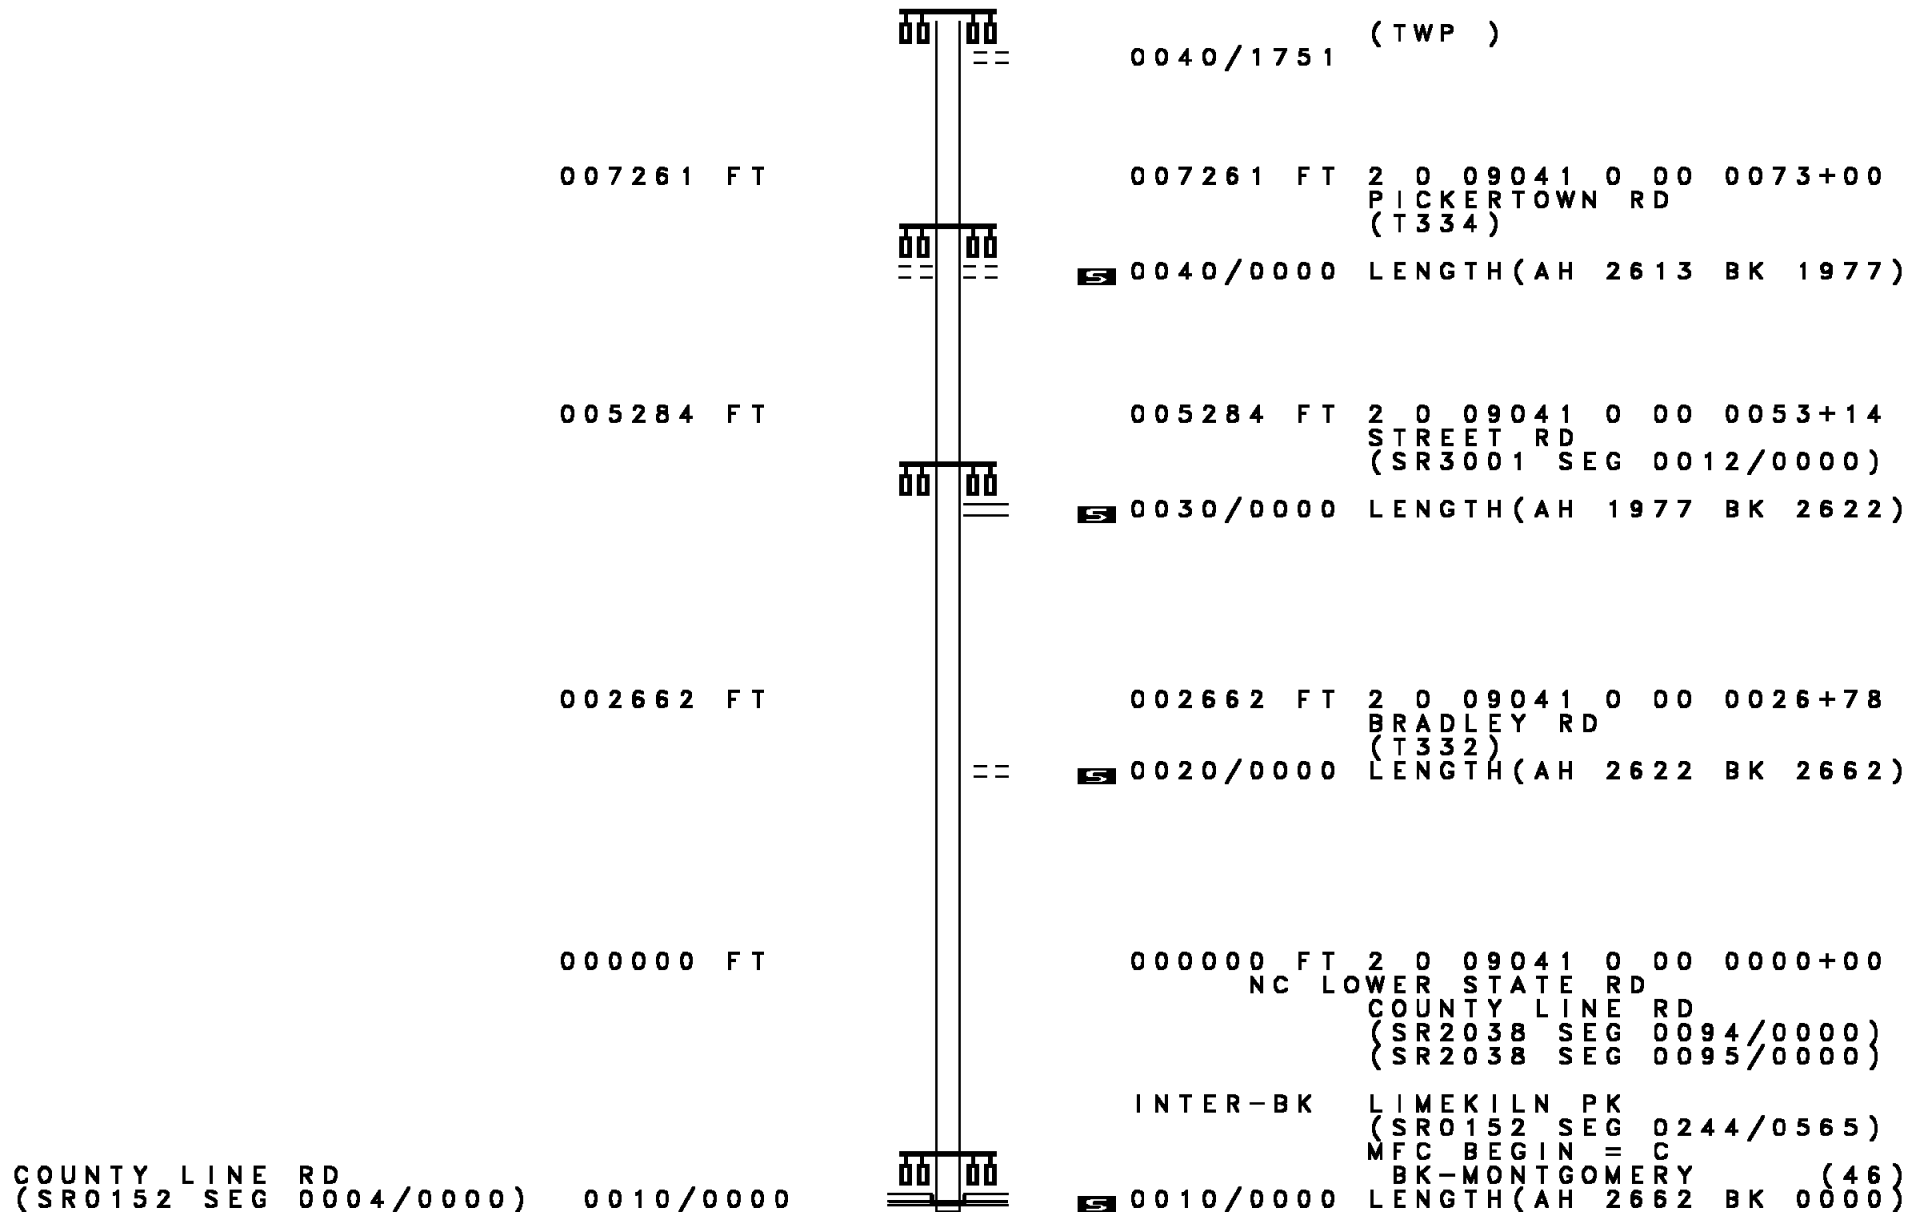 (TWP )
0040/1751
007261 FT 007261 FT 2 0 09041 0 00 0073+00
PICKERTOWN RD
(T334)
S 0040/0000 LENGTH(AH 2613 BK 1977)
005284 FT 005284 FT 2 0 09041 0 00 0053+14
STREET RD
(SR3001 SEG 0012/0000)
S 0030/0000 LENGTH(AH 1977 BK 2622)
002662 FT 002662 FT 2 0 09041 0 00 0026+78
BRADLEY RD
(T332)
S 0020/0000 LENGTH(AH 2622 BK 2662)
000000 FT 000000 FT 2 0 09041 0 00 0000+00
NC LOWER STATE RD
COUNTY LINE RD
(SR2038 SEG 0094/0000)
(SR2038 SEG 0095/0000)
INTER-BK LIMEKILN PK
(SR0152 SEG 0244/0565)
MFC BEGIN = C
COUNTY LINE RD BK-MONTGOMERY (46)
(SR0152 SEG 0004/0000) 0010/0000 S 0010/0000 LENGTH(AH 2662 BK 0000)